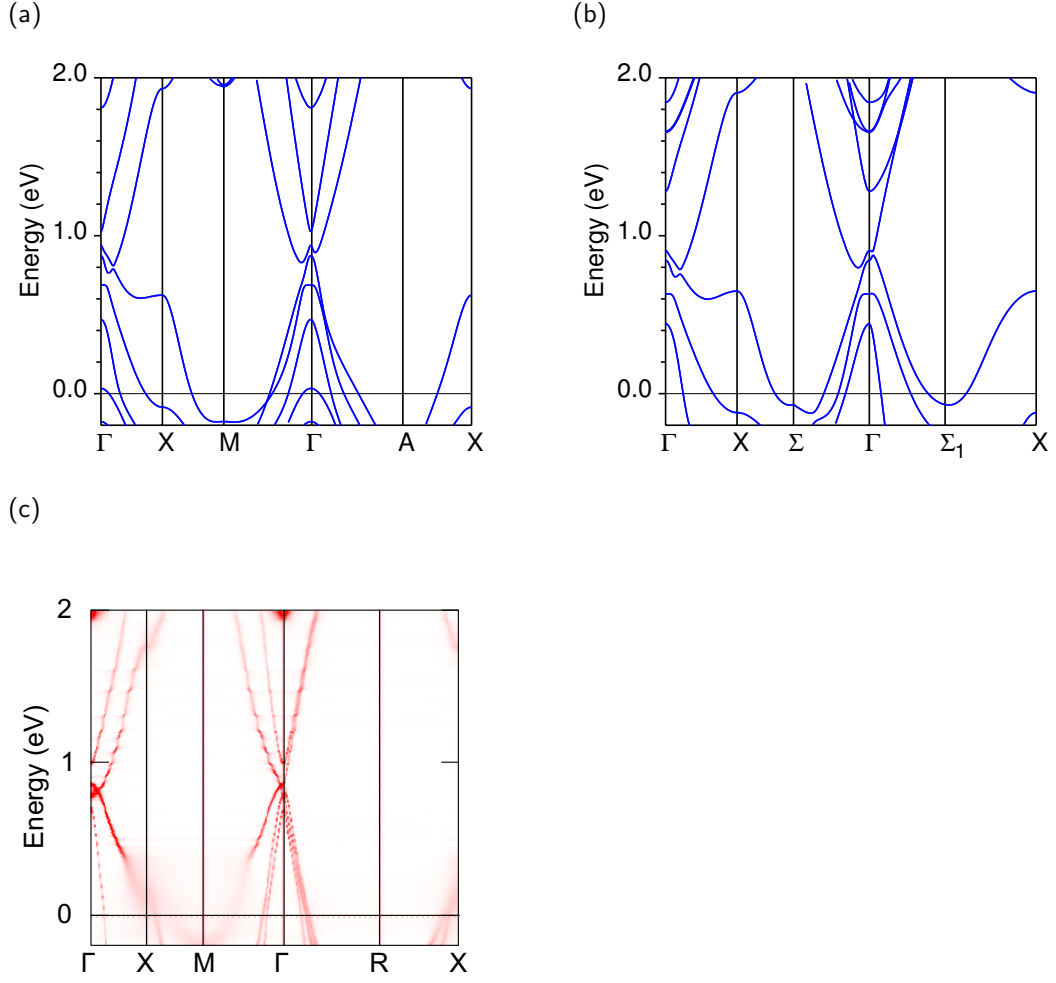 (a)
(b)
2.0
1.0
0.0
Energy (eV)
Γ X M Γ A X
2.0
1.0
0.0
Energy (eV)
Γ X Σ Γ Σ1 X
(c)
2
1
0
Energy (eV)
Γ X M Γ R X